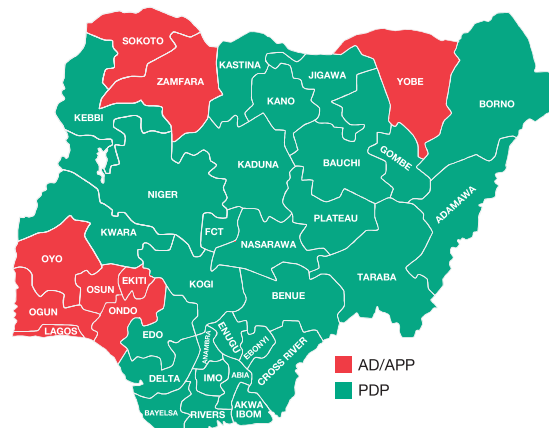 SOKOTO
ZAMFARA
KASTINA
JIGAWA
YOBE
BORNO
KANO
KEBBI
KADUNA
BAUCHI
GOMBE
NIGER
ADAMAWA
PLATEAU
KWARA
FCT
NASARAWA
OYO
TARABA
EKITI
OSUN
KOGI
BENUE
OGUN
ONDO
LAGOS
EDO
ANAMBRA
ENUGU
EBONYI
CROSS RIVER
DELTA
IMO
ABIA
BAYELSA
RIVERS
AKWA
IBOM
AD/APP
PDP